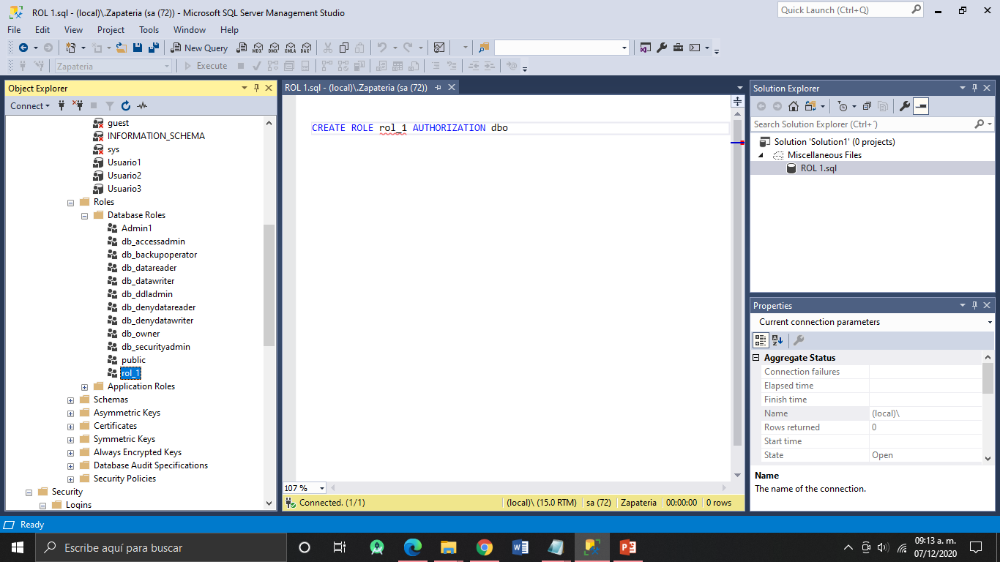 ROL 1.sql - (local)\.Zapateria (sa (72)) - Microsoft SQL Server Management Studio
Quick Launch (Ctrl+Q)
File Edit View Project Tools Window Help
New Query
MDX DMX XMLA DAX
Zapateria
Execute
Object Explorer
Connect
guest
INFORMATION_SCHEMA
sys
Usuario1
Usuario2
Usuario3
Roles
Database Roles
Admin1
db_accessadmin
db_backupoperator
db_datareader
db_datawriter
db_ddladmin
db_denydatareader
db_denydatawriter
db_owner
db_securityadmin
public
rol_1
Application Roles
Schemas
Asymmetric Keys
Certificates
Symmetric Keys
Always Encrypted Keys
Database Audit Specifications
Security Policies
Security
Logins
ROL 1.sql - (local)\.Zapateria (sa (72))
CREATE ROLE rol_1 AUTHORIZATION dbo
107 %
Connected. (1/1)
(local)\ (15.0 RTM)
sa (72)
Zapateria
00:00:00
0 rows
Solution Explorer
Search Solution Explorer (Ctrl+´)
Solution 'Solution1' (0 projects)
Miscellaneous Files
ROL 1.sql
Properties
Current connection parameters
Aggregate Status
Connection failures
Elapsed time
Finish time
Name (local)\
Rows returned 0
Start time
State Open
Name
The name of the connection.
Ready
Escribe aquí para buscar
09:13 a. m.
07/12/2020